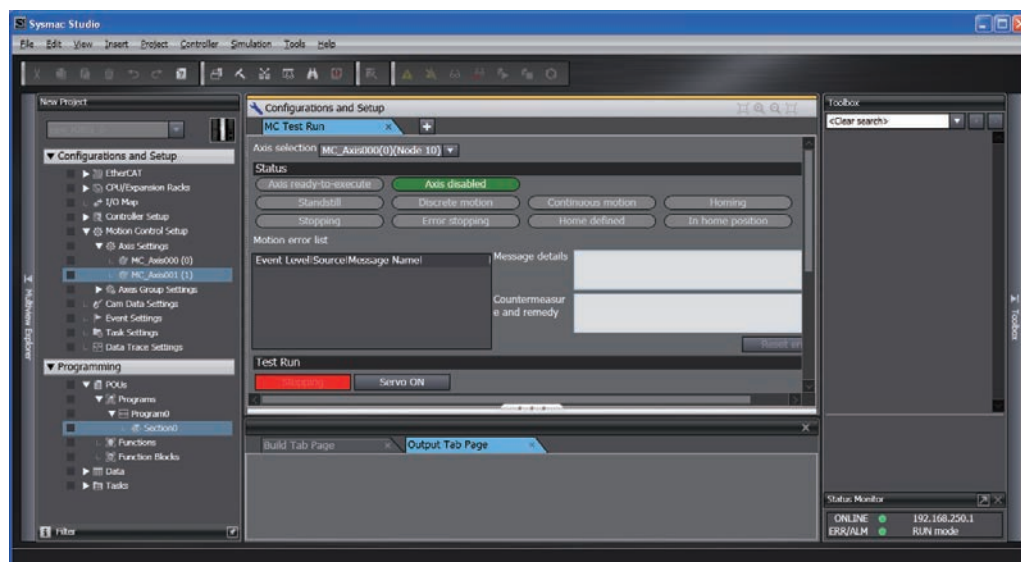 Sysmac Studio
File Edit View Insert Project Controller Simulation Tools Help
New Project
Configurations and Setup
EtherCAT
CPU/Expansion Racks
I/O Map
Controller Setup
Motion Control Setup
Axis Settings
MC_Axis000 (0)
MC_Axis001 (1)
Axes Group Settings
Cam Data Settings
Event Settings
Task Settings
Data Trace Settings
Programming
POUs
Programs
Program0
Section0
Functions
Function Blocks
Data
Tasks
Filter
Multiview Explorer
Configurations and Setup
MC Test Run
Axis selection MC_Axis000(0)(Node 10)
Status
Axis ready-to-execute Axis disabled
Standstill Discrete motion Continuous motion Homing
Stopping Error stopping Home defined In home position
Motion error list
Event Level|Source|Message Name|
Message details
Countermeasur
e and remedy
Reset err
Test Run
Stopping Servo ON
Build Tab Page Output Tab Page
Toolbox
<Clear search>
Toolbox
Status Monitor
ONLINE 192.168.250.1
ERR/ALM RUN mode